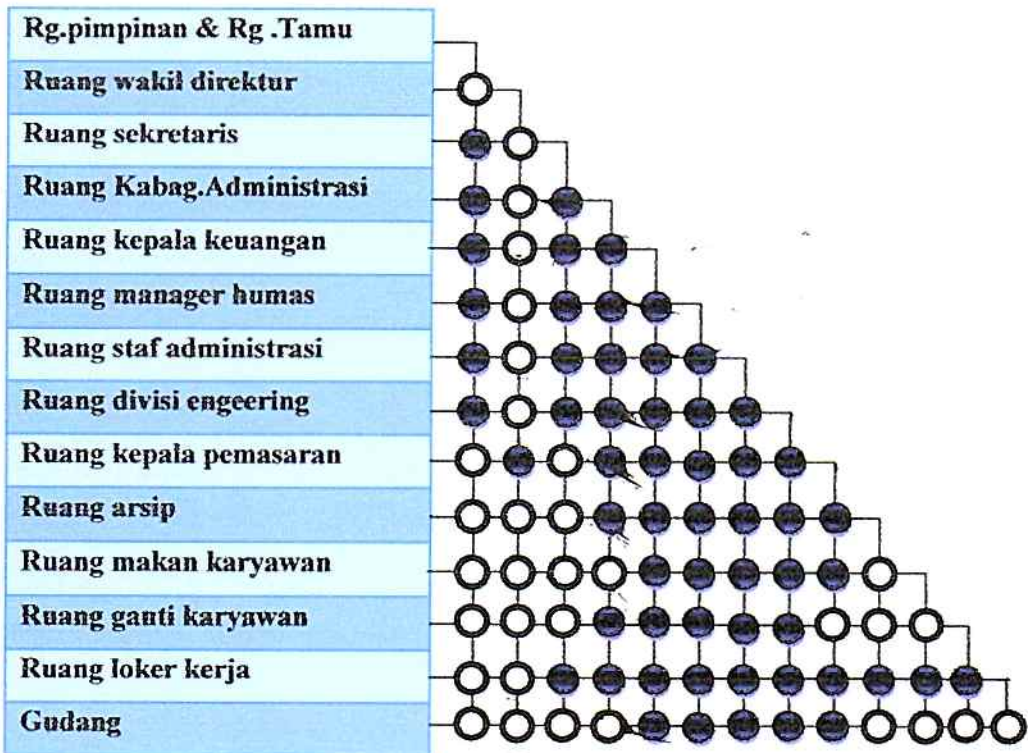 Rg.pimpinan & Rg .Tamu
Ruang wakil direktur
Ruang sekretaris
Ruang Kabag.Administrasi
Ruang kepala keuangan
Ruang manager humas
Ruang staf administrasi
Ruang divisi engeering
Ruang kepala pemasaran
Ruang arsip
Ruang makan karyawan
Ruang ganti karyawan
Ruang loker kerja
Gudang